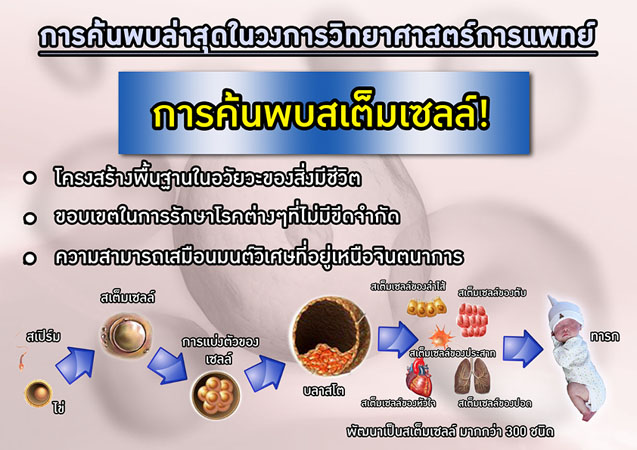 การค้นพบล่าสุดในวงการวิทยาศาสตร์การแพทย์
การค้นพบสเต็มเซลล์!
โครงสร้างพื้นฐานในอวัยวะของสิ่งมีชีวิต
ขอบเขตในการรักษาโรคต่างๆที่ไม่มีขีดจำกัด
ความสามารถเสมือนมนต์วิเศษที่อยู่เหนือจินตนาการ
สเปิร์ม
ไข่
สเต็มเซลล์
การแบ่งตัวของ
เซลล์
บลาสโต
สเต็มเซลล์ของลำไส้
สเต็มเซลล์ของตับ
สเต็มเซลล์ของประสาท
สเต็มเซลล์ของหัวใจ
สเต็มเซลล์ของปอด
ทารก
พัฒนาเป็นสเต็มเซลล์ มากกว่า 300 ชนิด